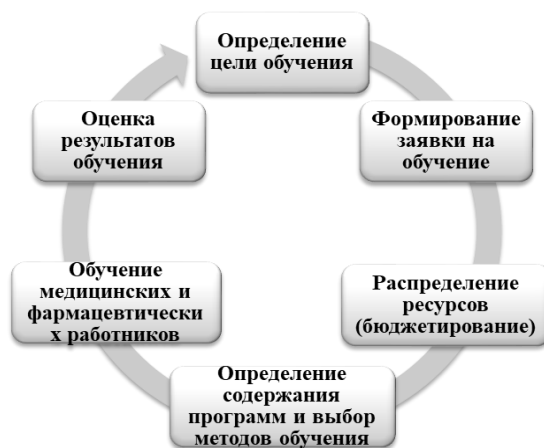 Определение
цели обучения
Формирование
заявки на
обучение
Распределение
ресурсов
(бюджетирование)
Определение
содержания
программ и выбор
методов обучения
Обучение
медицинских и
фармацевтически
х работников
Оценка
результатов
обучения